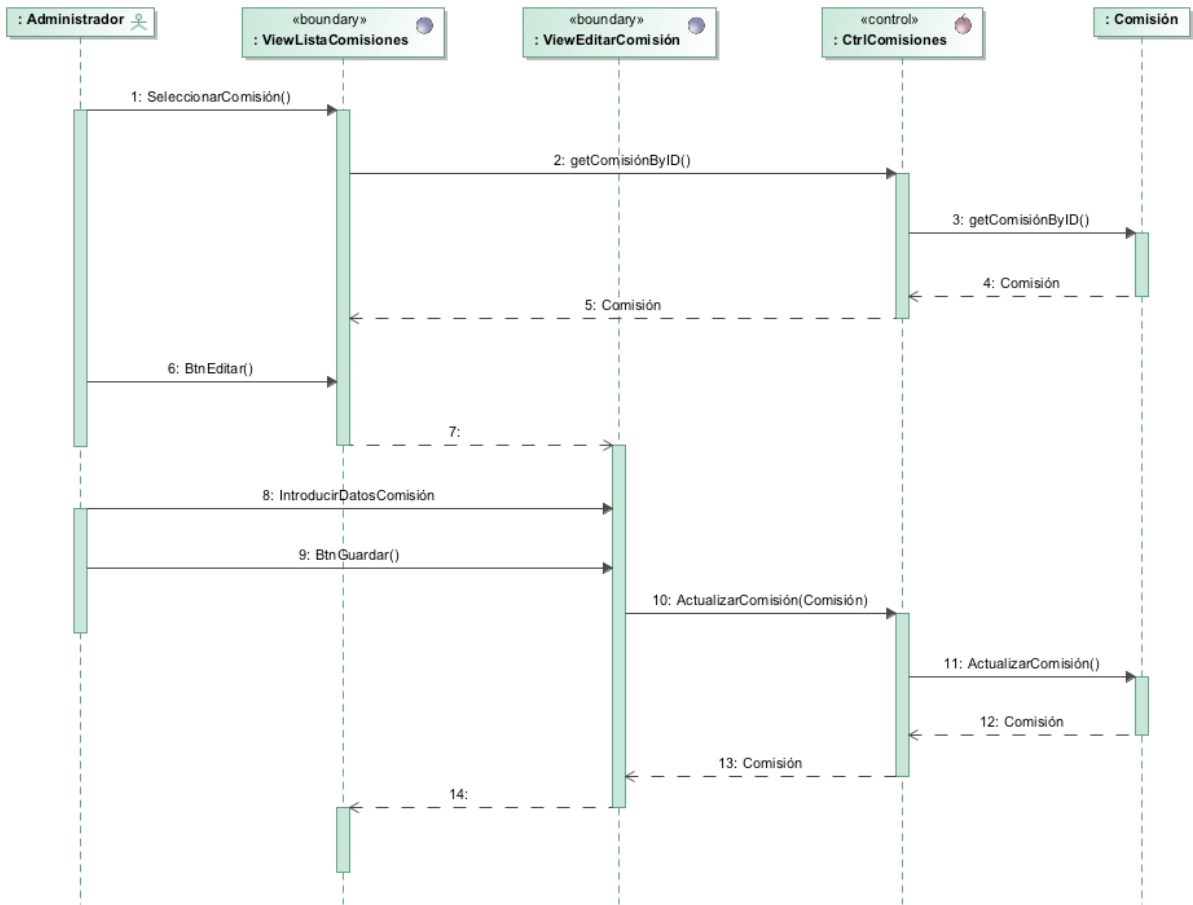 : Administrador
«boundary»
: ViewListaComisiones
«boundary»
: ViewEditarComisión
«control»
: CtrlComisiones
: Comisión
1: SeleccionarComisión()
2: getComisiónByID()
3: getComisiónByID()
4: Comisión
5: Comisión
6: BtnEditar()
7:
8: IntroducirDatosComisión
9: BtnGuardar()
10: ActualizarComisión(Comisión)
11: ActualizarComisión()
12: Comisión
13: Comisión
14: